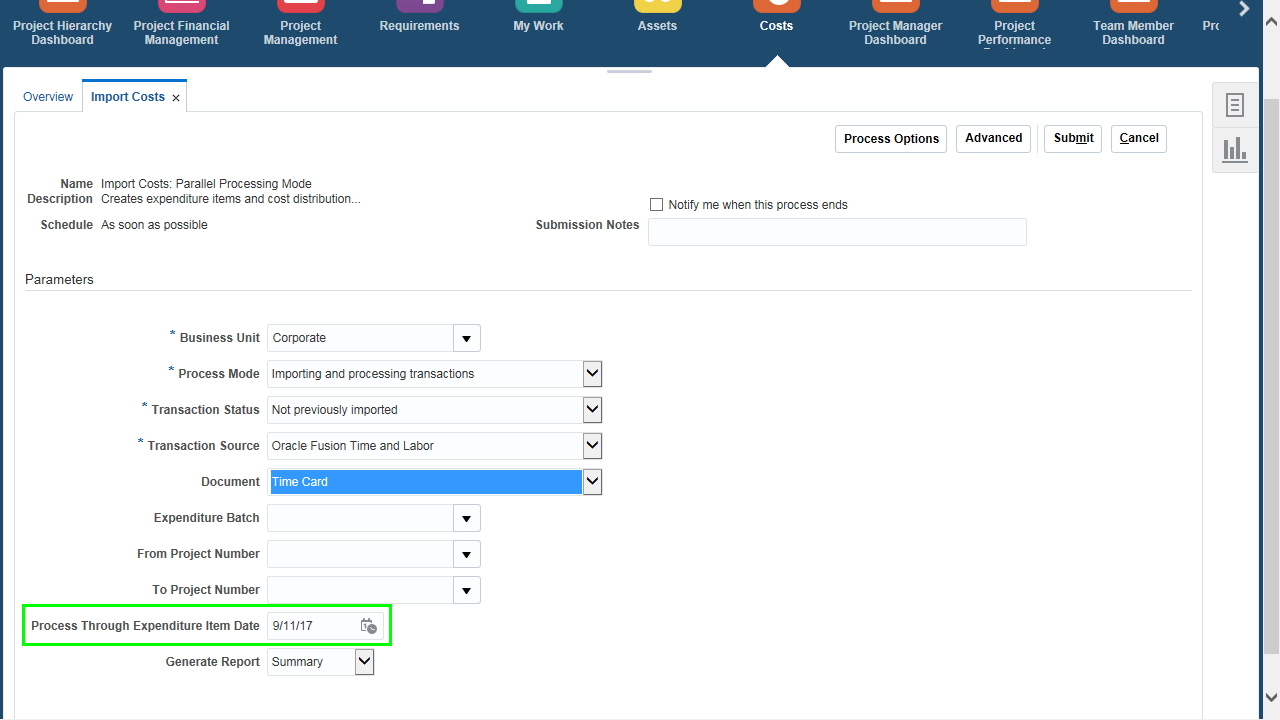 Project Hierarchy
Dashboard
Project Financial
Management
Project
Management
Requirements
My Work
Assets
Costs
Project Manager
Dashboard
Project
Performance
Team Member
Dashboard
Overview
Import Costs
Process Options
Advanced
Submit
Cancel
Name Import Costs: Parallel Processing Mode
Description Creates expenditure items and cost distribution...
Notify me when this process ends
Schedule As soon as possible
Submission Notes
Parameters
* Business Unit Corporate
* Process Mode Importing and processing transactions
* Transaction Status Not previously imported
* Transaction Source Oracle Fusion Time and Labor
Document Time Card
Expenditure Batch
From Project Number
To Project Number
Process Through Expenditure Item Date 9/11/17
Generate Report Summary